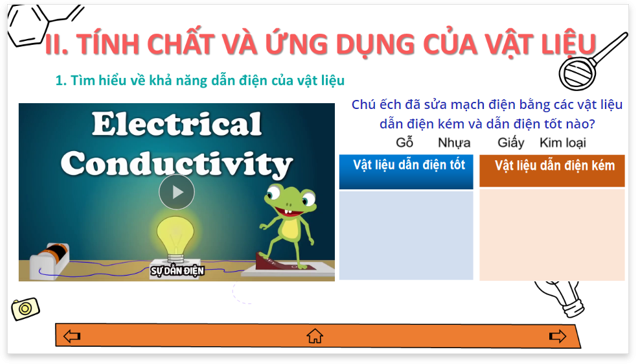 II. TÍNH CHẤT VÀ ỨNG DỤNG CỦA VẬT LIỆU
1. Tìm hiểu về khả năng dẫn điện của vật liệu
Electrical
Conductivity
SỰ DẪN ĐIỆN
Chú ếch đã sửa mạch điện bằng các vật liệu
dẫn điện kém và dẫn điện tốt nào?
Gỗ Nhựa Giấy Kim loại
Vật liệu dẫn điện tốt
Vật liệu dẫn điện kém